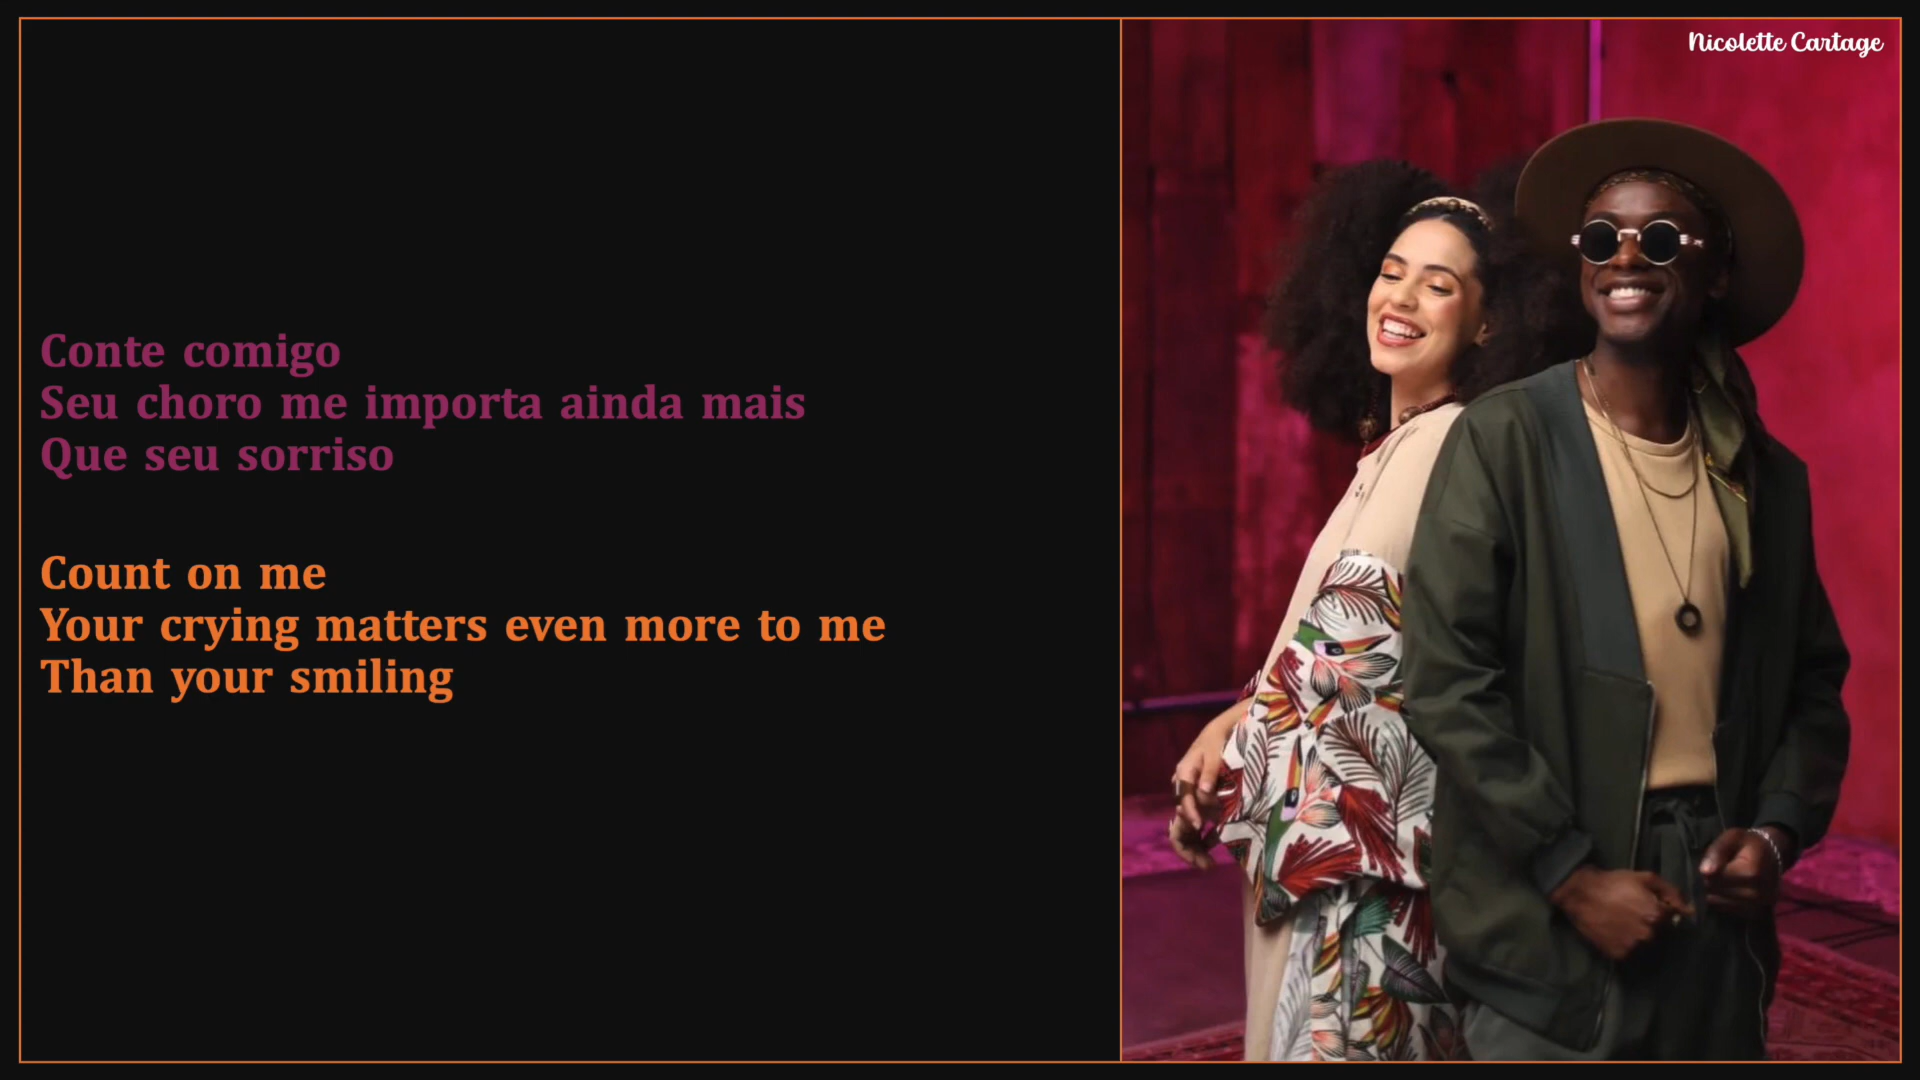 Nicolette Cartage
Conte comigo
Seu choro me importa ainda mais
Que seu sorriso
Count on me
Your crying matters even more to me
Than your smiling